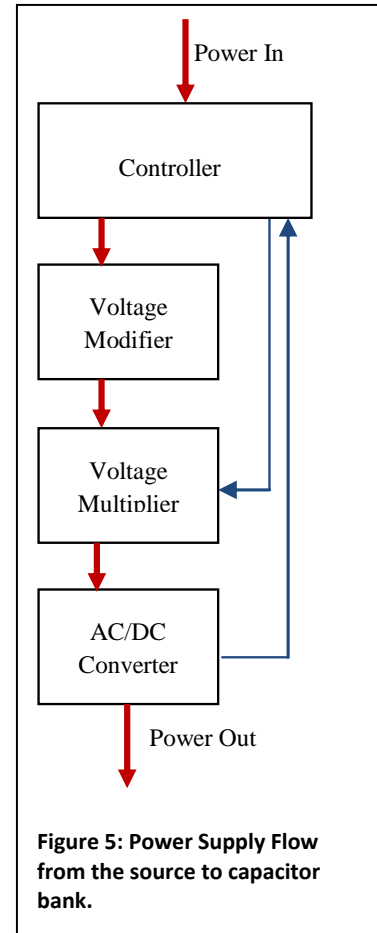 Power In
Controller
Voltage
Modifier
Voltage
Multiplier
AC/DC
Converter
Power Out
Figure 5: Power Supply Flow
from the source to capacitor
bank.